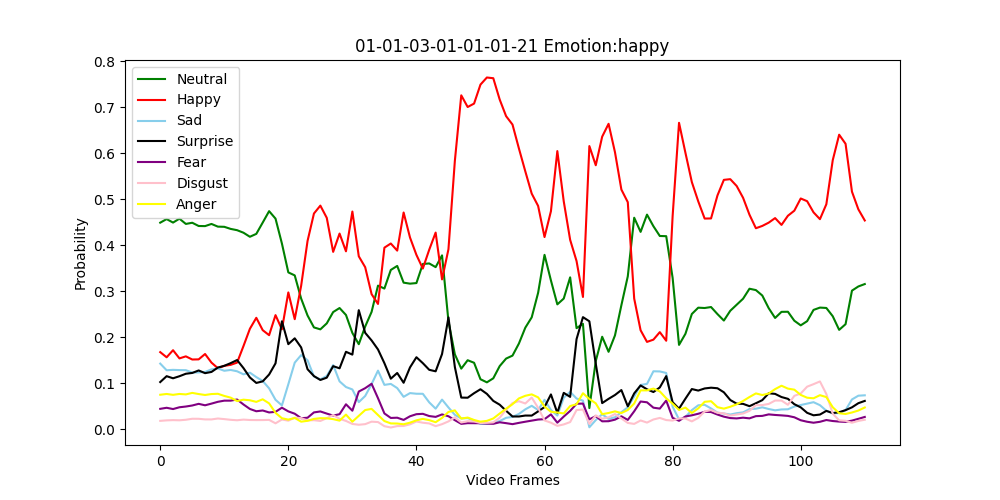 01-01-03-01-01-01-21 Emotion:happy
0.8
0.7
0.6
0.5
0.4
0.3
0.2
0.1
0.0
Probability
Neutral
Happy
Sad
Surprise
Fear
Disgust
Anger
0 20 40 60 80 100
Video Frames